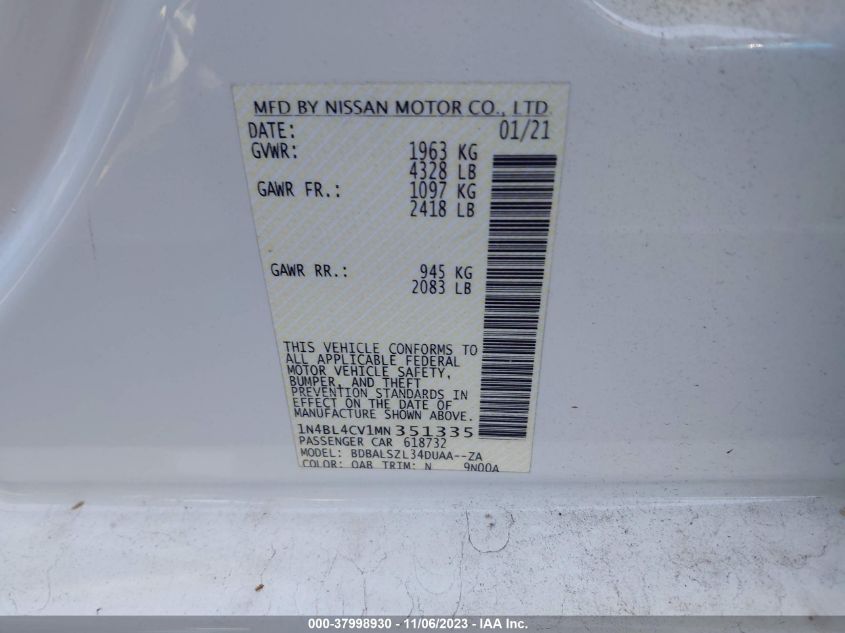 MFD BY NISSAN MOTOR CO., LTD.
DATE: 01/21
GVWR: 1963 KG
4328 LB
GAWR FR.: 1097 KG
2418 LB
GAWR RR.: 945 KG
2083 LB
THIS VEHICLE CONFORMS TO
ALL APPLICABLE FEDERAL
MOTOR VEHICLE SAFETY,
BUMPER, AND THEFT
PREVENTION STANDARDS IN
EFFECT ON THE DATE OF
MANUFACTURE SHOWN ABOVE.
1N4BL4CV1MN351335
PASSENGER CAR 618732
MODEL: BDBALSZL34DUAA--ZA
COLOR: QAB TRIM: N 9N00A
000-37998930 - 11/06/2023 - © IAA Inc.